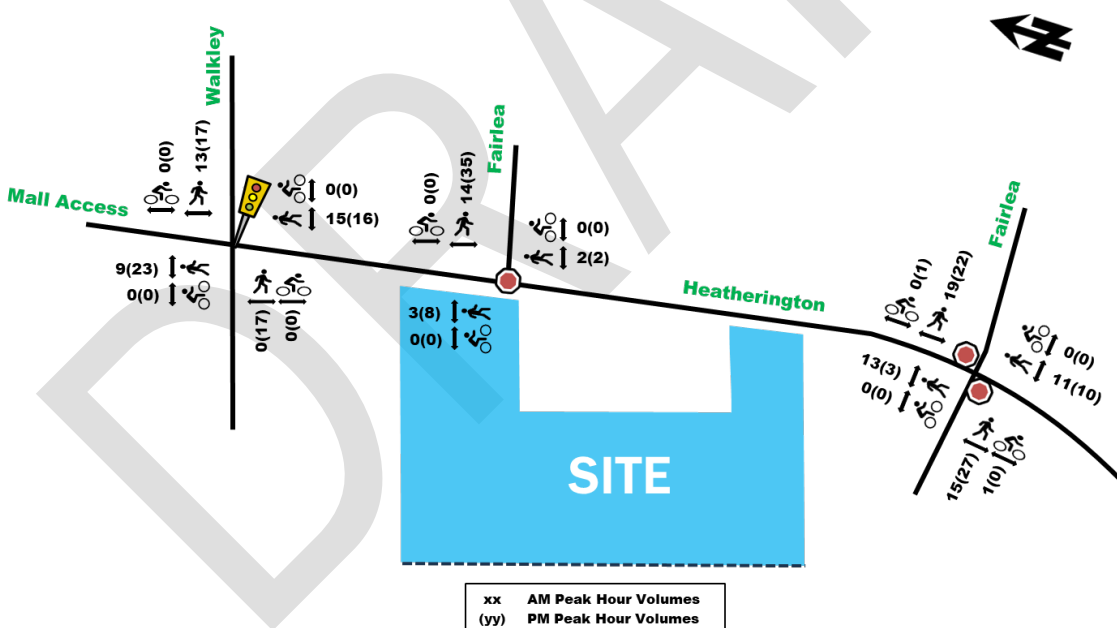 Walkley
0(0)
13(17)
Mall Access
0(0)
15(16)
9(23)
0(0)
0(17)
0(0)
Fairlea
0(0)
14(35)
0(0)
2(2)
3(8)
0(0)
Heatherington
Fairlea
0(1)
19(22)
0(0)
11(10)
13(3)
0(0)
15(27)
1(0)
SITE
N
xx AM Peak Hour Volumes
(yy) PM Peak Hour Volumes
DRA